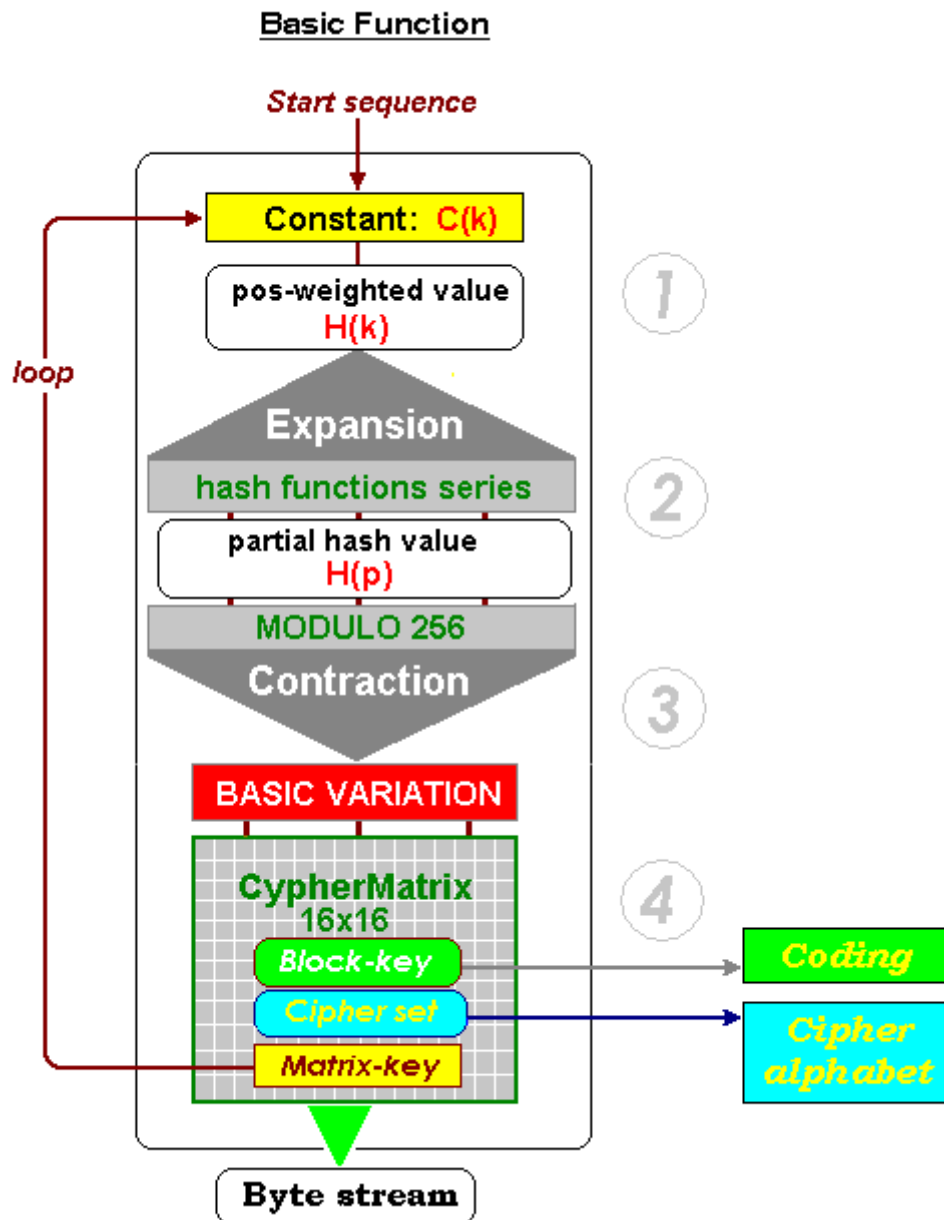 Basic Function
Start sequence
Constant: C(k)
pos-weighted value
H(k)
1
loop
Expansion
hash functions series
2
partial hash value
H(p)
MODULO 256
Contraction
3
BASIC VARIATION
CypherMatrix
16x16
4
Block-key
Coding
Cipher set
Cipher
alphabet
Matrix-key
Byte stream